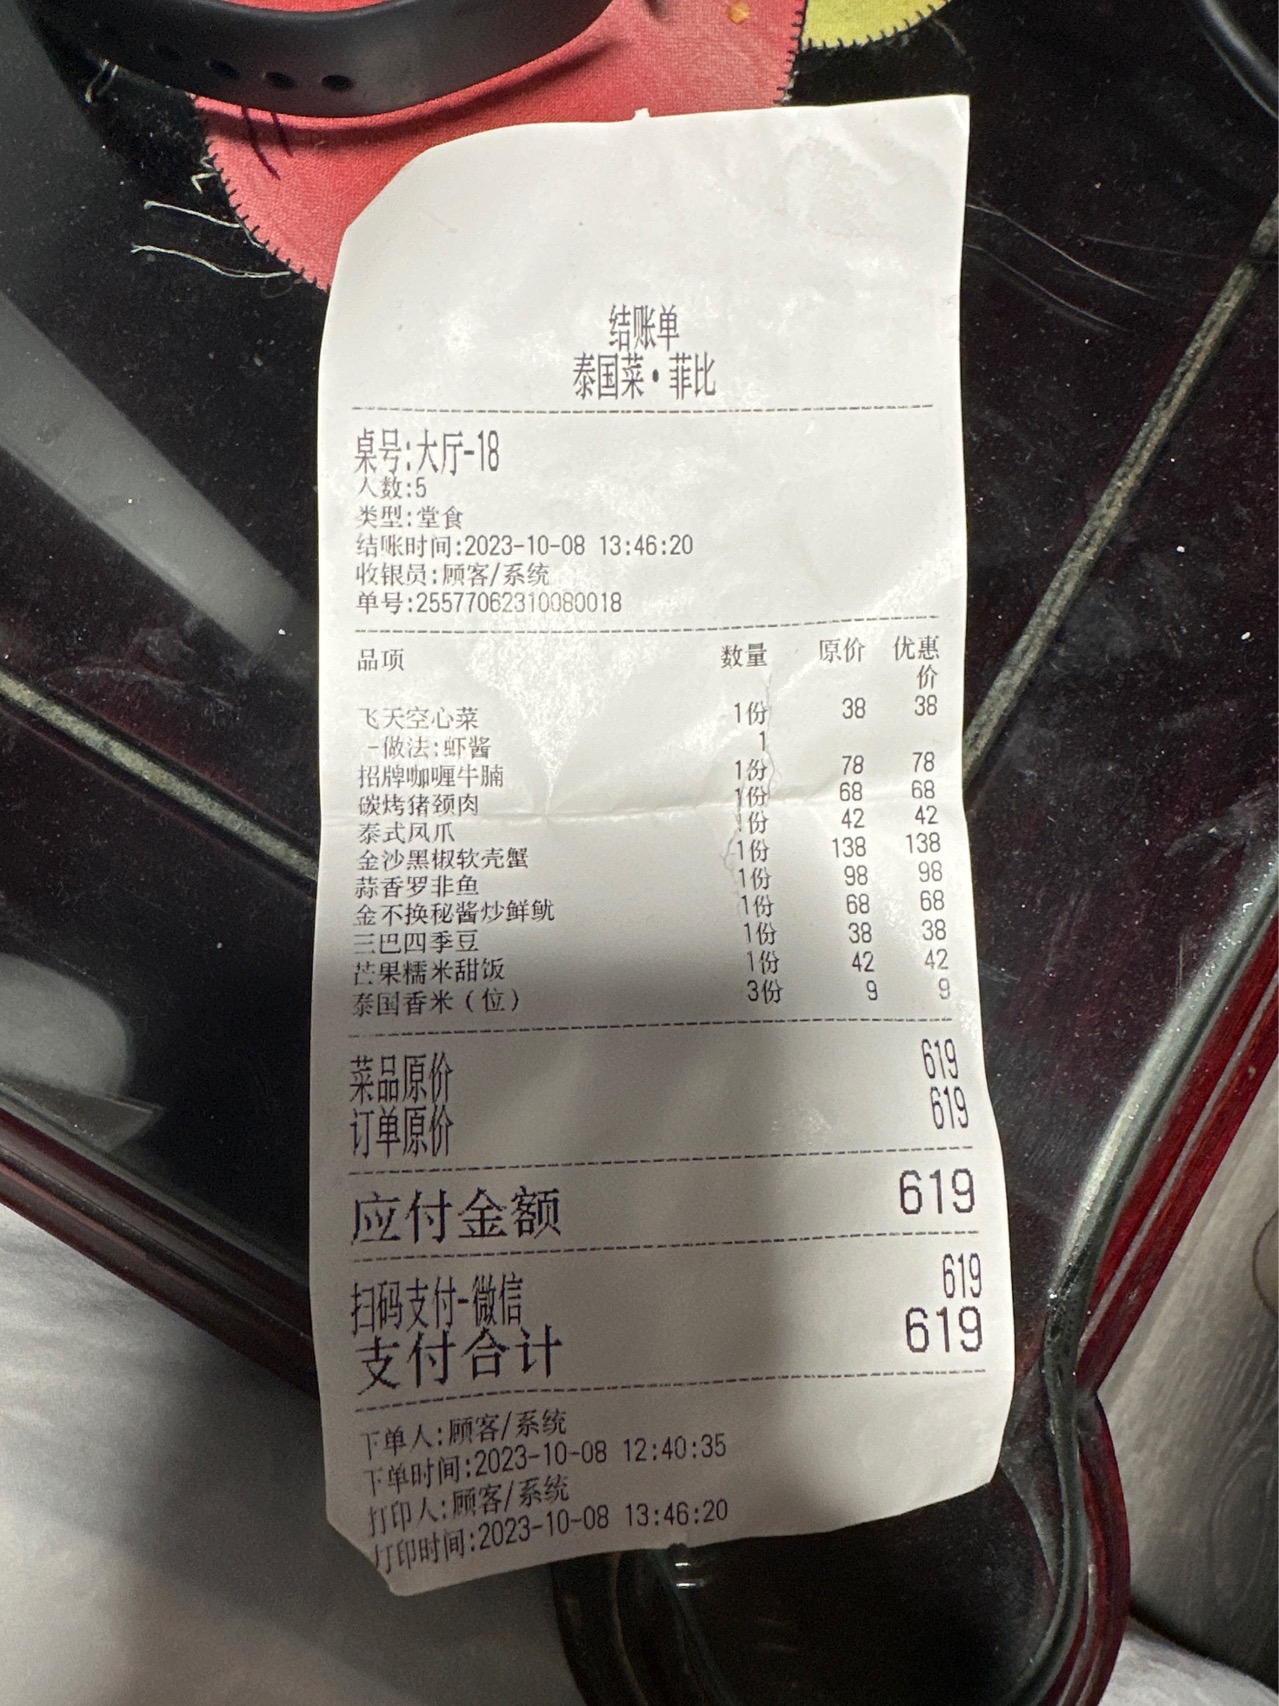 结账单
泰国菜·菲比
桌号:大厅-18
人数:5
类型:堂食
结账时间:2023-10-08 13:46:20
收银员:顾客/系统
单号:25577062310080018
品项 数量 原价 优惠价
飞天空心菜 1份 38 38
-做法:虾酱 1
招牌咖喱牛腩 1份 78 78
碳烤猪颈肉 1份 68 68
泰式凤爪 1份 42 42
金沙黑椒软壳蟹 1份 138 138
蒜香罗非鱼 1份 98 98
金不换秘酱炒鲜鱿 1份 68 68
三巴四季豆 1份 38 38
芒果糯米甜饭 1份 42 42
泰国香米(位) 3份 9 9
菜品原价 619
订单原价 619
应付金额 619
扫码支付-微信 619
支付合计 619
下单人:顾客/系统
下单时间:2023-10-08 12:40:35
打印人:顾客/系统
打印时间:2023-10-08 13:46:20